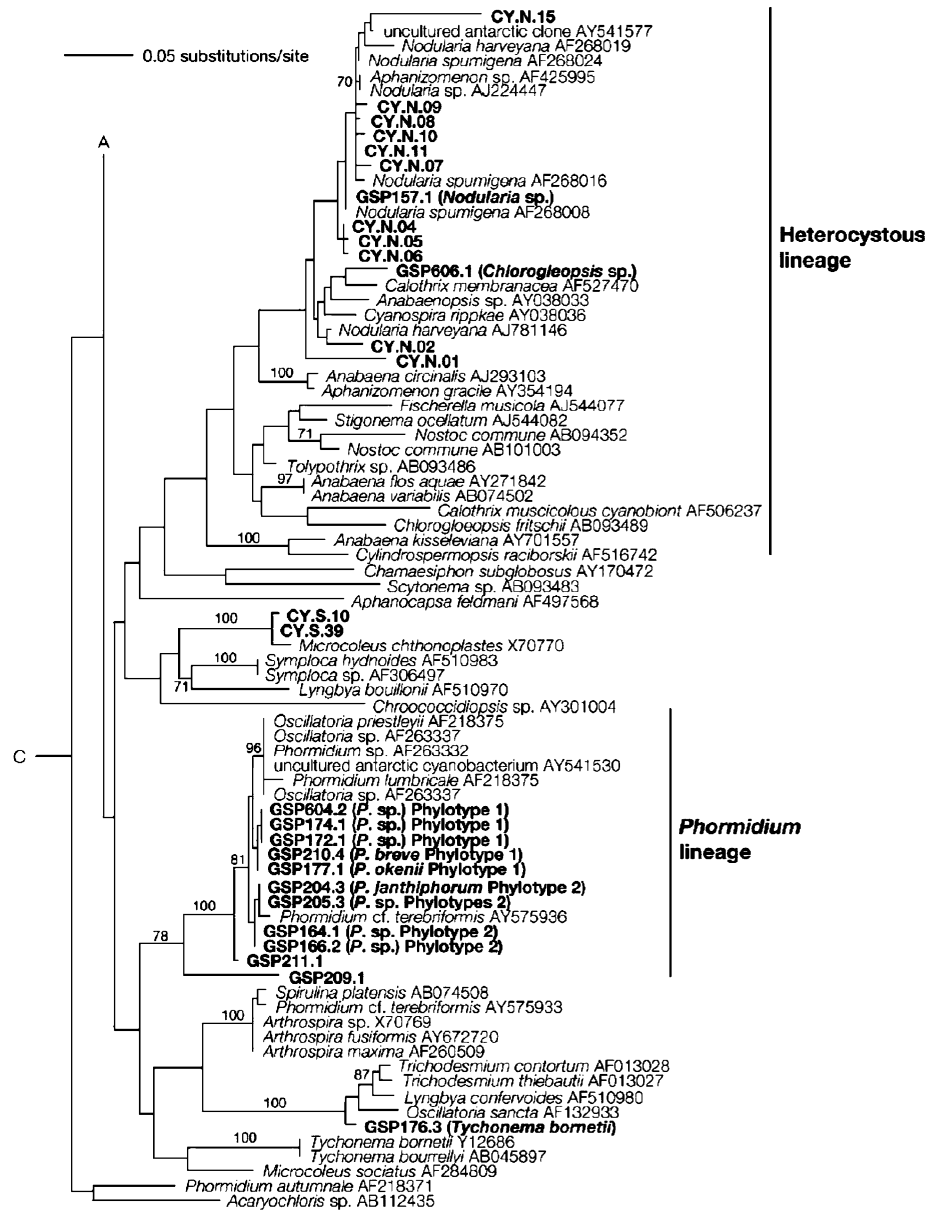 CY.N.15
uncultured antarctic clone AY541577
Nodularia harveyana AF268019
0.05 substitutions/site
Nodularia spumigena AF268024
Aphanizomenon sp. AF425995
70
Nodularia sp. AJ224447
CY.N.09
CY.N.08
CY.N.10
A
CY.N.11
CY.N.07
Nodularia spumigena AF268016
GSP157.1 (Nodularia sp.)
Nodularia spumigena AF268008
CY.N.04
Heterocystous
lineage
CY.N.05
CY.N.06
GSP606.1 (Chlorogleopsis sp.)
Calothrix membranacea AF527470
Anabaenopsis sp. AY038033
Cyanospira rippkae AY038036
Nodularia harveyana AJ781146
CY.N.02
CY.N.01
100
Anabaena circinalis AJ293103
Aphanizomenon gracile AY354194
Fischerella musicola AJ544077
Stigonema ocellatum AJ544082
71
Nostoc commune AB094352
Nostoc commune AB101003
Tolypothrix sp. AB093486
97
Anabaena flos aquae AY271842
Anabaena variabilis AB074502
Calothrix muscicolous cyanobiont AF506237
Chlorogloeopsis fritschii AB093489
100
Anabaena kisseleviana AY701557
Cylindrospermopsis raciborskii AF516742
Chamaesiphon subglobosus AY170472
Scytonema sp. AB093483
Aphanocapsa feldmani AF497568
100
CY.S.10
CY.S.39
Microcoleus chthonoplastes X70770
100
Symploca hydnoides AF510983
Symploca sp. AF306497
71
Lyngbya bouillonii AF510970
Chroococcidiopsis sp. AY301004
Oscillatoria priestleyii AF218375
Oscillatoria sp. AF263337
96
Phormidium sp. AF263332
C
uncultured antarctic cyanobacterium AY541530
Phormidium lumbricale AF218375
Oscillatoria sp. AF263337
GSP604.2 (P. sp.) Phylotype 1)
GSP174.1 (P. sp.) Phylotype 1)
Phormidium
lineage
GSP172.1 (P. sp.) Phylotype 1)
GSP210.4 (P. breve Phylotype 1)
81
GSP177.1 (P. okenii Phylotype 1)
GSP204.3 (P. janthiphorum Phylotype 2)
GSP205.3 (P. sp. Phylotypes 2)
100
Phormidium cf. terebriformis AY575936
GSP164.1 (P. sp. Phylotype 2)
78
GSP166.2 (P. sp.) Phylotype 2)
GSP211.1
GSP209.1
Spirulina platensis AB074508
Phormidium cf. terebriformis AY575933
100
Arthrospira sp. X70769
Arthrospira fusiformis AY672720
Arthrospira maxima AF260509
Trichodesmium contortum AF013028
87
Trichodesmium thiebautii AF013027
Lyngbya confervoides AF510980
100
Oscillatoria sancta AF132933
GSP176.3 (Tychonema bornetii)
100
Tychonema bornetii Y12686
Tychonema bourrellyi AB045897
Microcoleus sociatus AF284809
Phormidium autumnale AF218371
Acaryochloris sp. AB112435